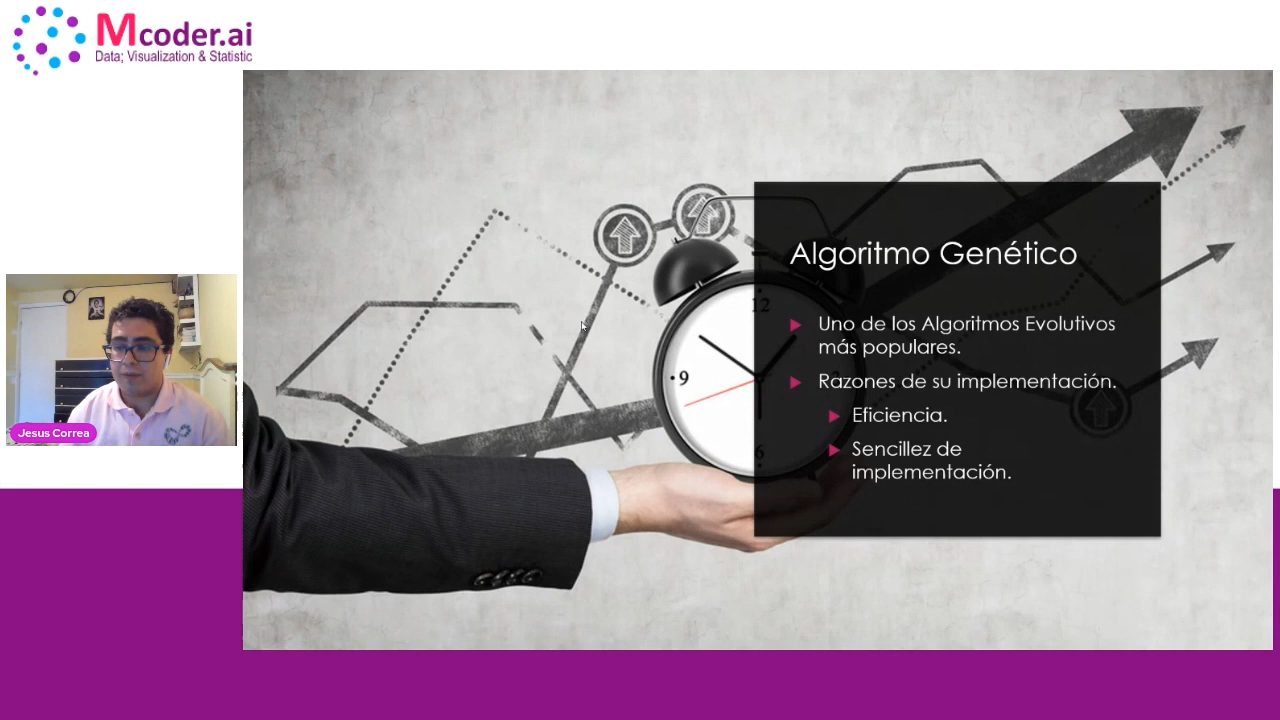 Mcoder.ai
Data; Visualization & Statistic
Algoritmo Genético
Uno de los Algoritmos Evolutivos
más populares.
Razones de su implementación.
Eficiencia.
Sencillez de
implementación.
12
9
6
Jesus Correa